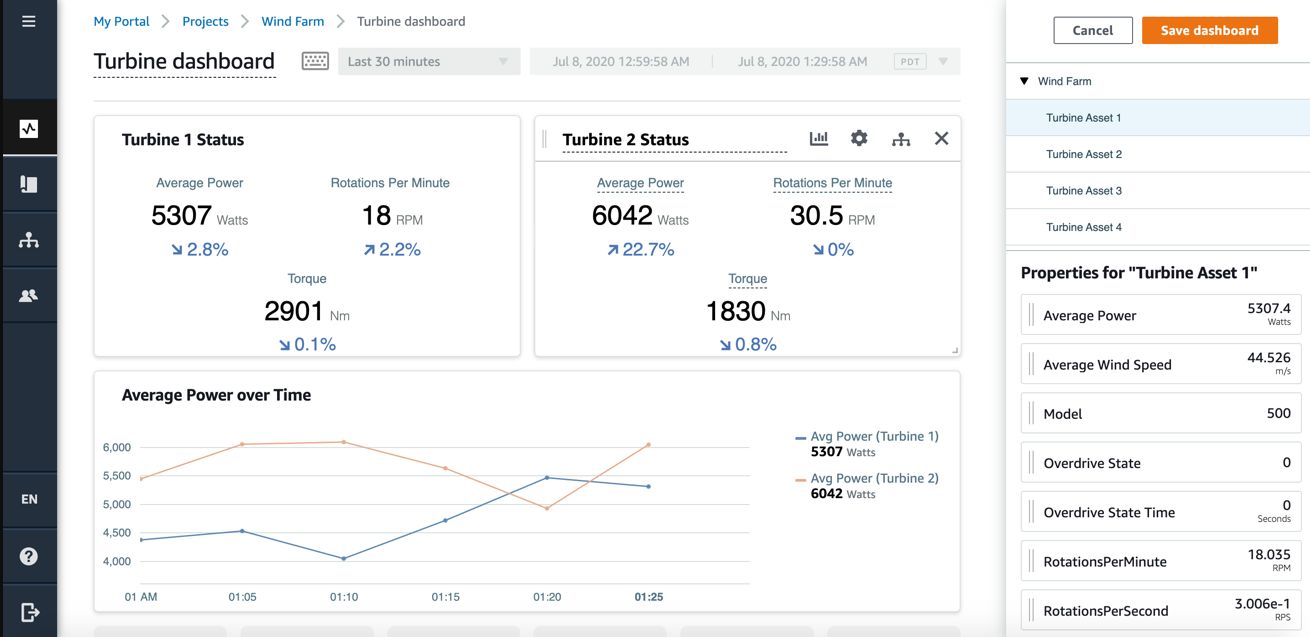 My Portal > Projects > Wind Farm > Turbine dashboard
Turbine dashboard
Last 30 minutes
Jul 8, 2020 12:59:58 AM | Jul 8, 2020 1:29:58 AM PDT
Turbine 1 Status
Average Power
5307 Watts
2.8%
Rotations Per Minute
18 RPM
2.2%
Torque
2901 Nm
0.1%
Turbine 2 Status
Average Power
6042 Watts
22.7%
Rotations Per Minute
30.5 RPM
0%
Torque
1830 Nm
0.8%
Average Power over Time
6,000
5,500
5,000
4,500
4,000
01 AM 01:05 01:10 01:15 01:20 01:25
Avg Power (Turbine 1)
5307 Watts
Avg Power (Turbine 2)
6042 Watts
EN
?
Cancel
Save dashboard
Wind Farm
Turbine Asset 1
Turbine Asset 2
Turbine Asset 3
Turbine Asset 4
Properties for "Turbine Asset 1"
Average Power 5307.4
Watts
Average Wind Speed 44.526
m/s
Model 500
Overdrive State 0
Overdrive State Time 0
Seconds
RotationsPerMinute 18.035
RPM
RotationsPerSecond 3.006e-1
RPS